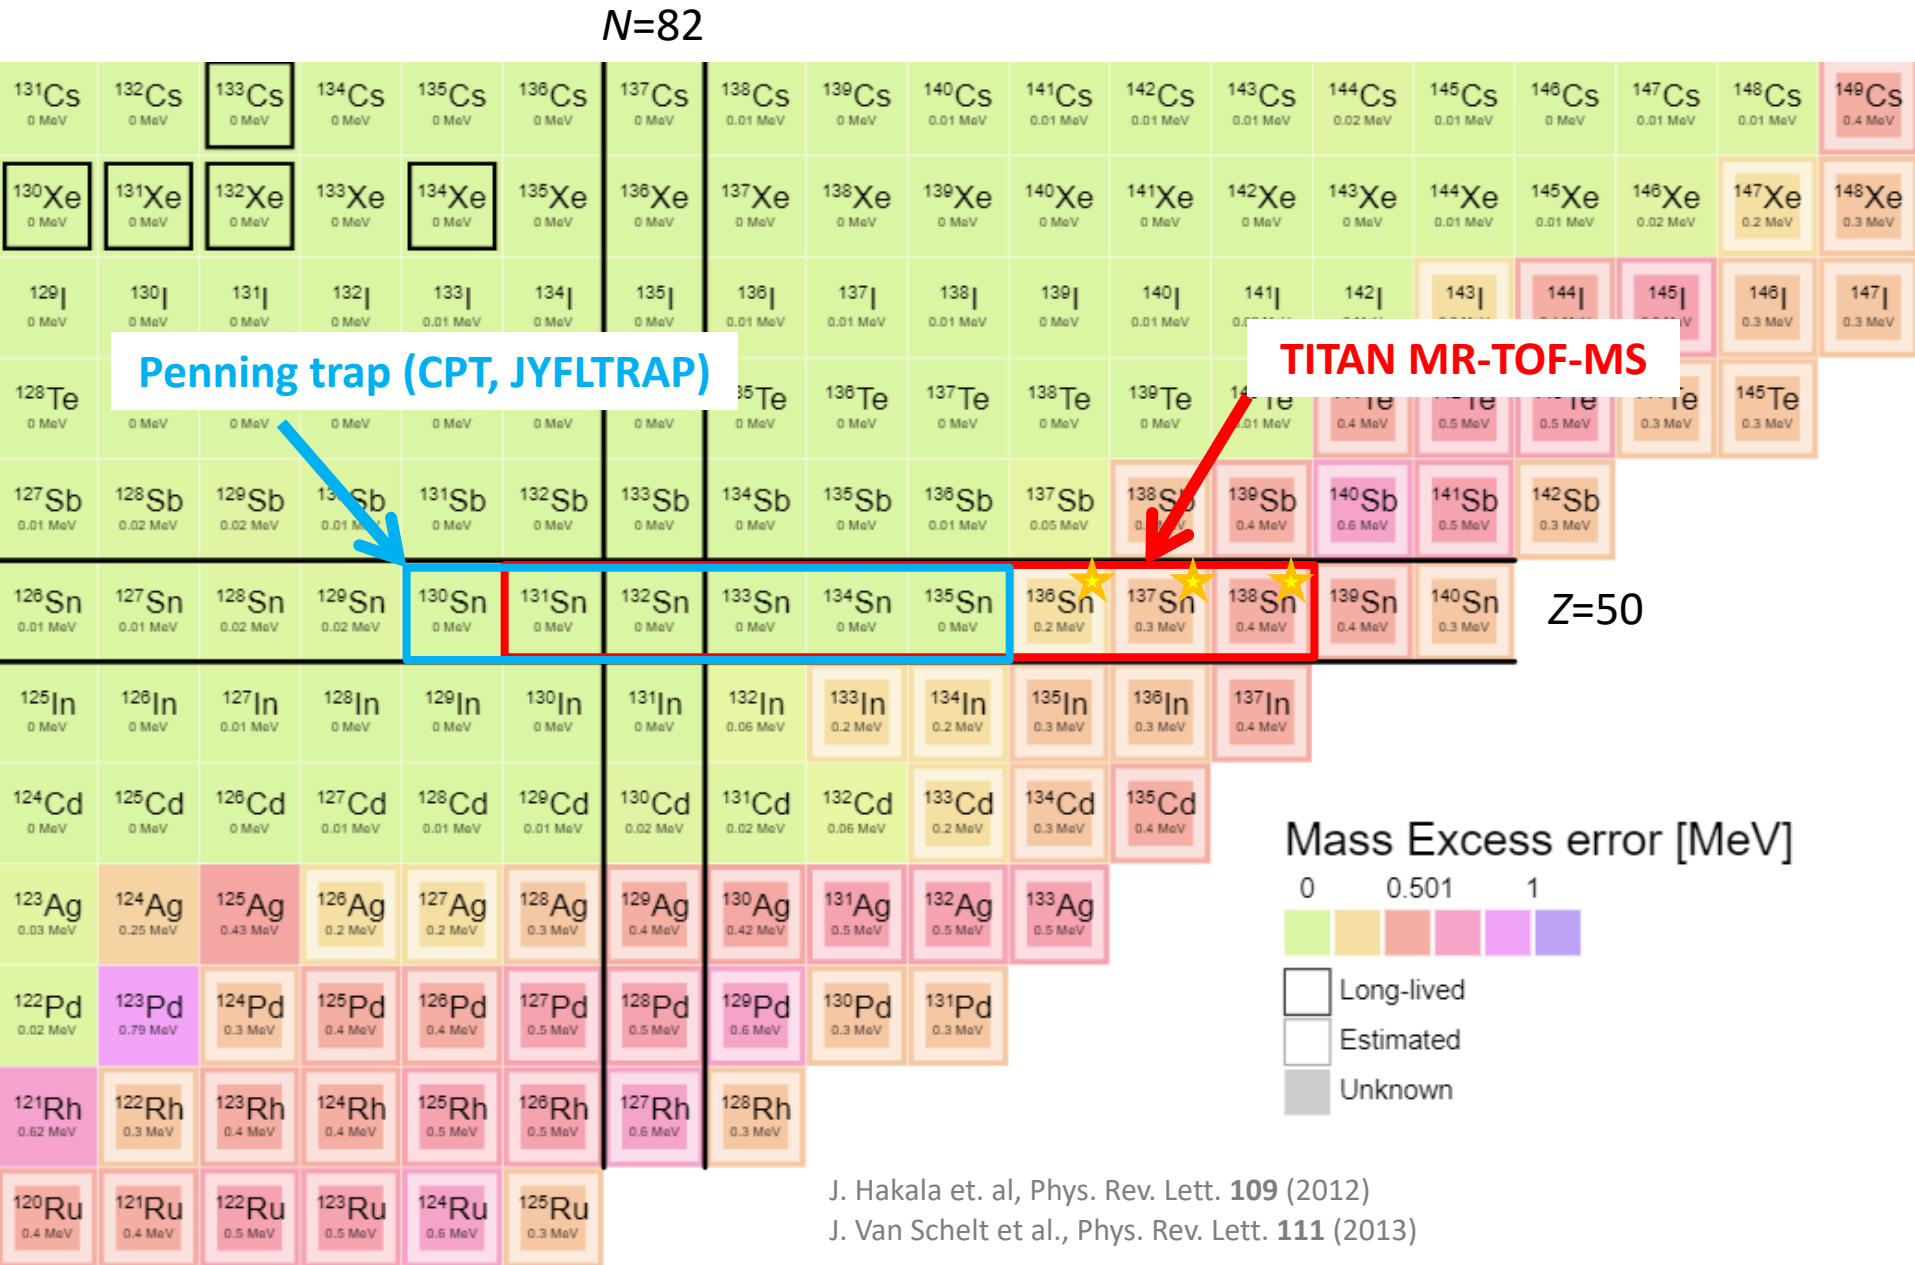 N=82
131Cs 132Cs 133Cs 134Cs 135Cs 136Cs 137Cs 138Cs 139Cs 140Cs 141Cs 142Cs 143Cs 144Cs 145Cs 146Cs 147Cs 148Cs 149Cs
0 MeV 0 MeV 0 MeV 0 MeV 0 MeV 0 MeV 0 MeV 0.01 MeV 0 MeV 0.01 MeV 0.01 MeV 0.01 MeV 0.01 MeV 0.02 MeV 0.01 MeV 0 MeV 0.01 MeV 0.01 MeV 0.4 MeV
130Xe 131Xe 132Xe 133Xe 134Xe 135Xe 136Xe 137Xe 138Xe 139Xe 140Xe 141Xe 142Xe 143Xe 144Xe 145Xe 146Xe 147Xe 148Xe
0 MeV 0 MeV 0 MeV 0 MeV 0 MeV 0 MeV 0 MeV 0 MeV 0 MeV 0 MeV 0 MeV 0 MeV 0 MeV 0 MeV 0.01 MeV 0.01 MeV 0.02 MeV 0.2 MeV 0.3 MeV
129I 130I 131I 132I 133I 134I 135I 136I 137I 138I 139I 140I 141I 142I 143I 144I 145I 146I 147I
0 MeV 0 MeV 0 MeV 0 MeV 0.01 MeV 0 MeV 0 MeV 0.01 MeV 0.01 MeV 0.01 MeV 0 MeV 0.01 MeV 0.3 MeV 0.3 MeV
Penning trap (CPT, JYFLTRAP)
TITAN MR-TOF-MS
128Te 35Te 136Te 137Te 138Te 139Te Te Te Te Te Te 145Te
0 MeV 0 MeV 0 MeV 0 MeV 0 MeV 0 MeV 0 MeV 0 MeV 0 MeV 0 MeV 0 MeV 0 MeV .01 MeV 0.4 MeV 0.5 MeV 0.5 MeV 0.3 MeV 0.3 MeV
127Sb 128Sb 129Sb 130Sb 131Sb 132Sb 133Sb 134Sb 135Sb 136Sb 137Sb 138Sb 139Sb 140Sb 141Sb 142Sb
0.01 MeV 0.02 MeV 0.02 MeV 0.01 MeV 0 MeV 0 MeV 0 MeV 0 MeV 0 MeV 0.01 MeV 0.05 MeV 0.4 MeV 0.6 MeV 0.5 MeV 0.3 MeV
126Sn 127Sn 128Sn 129Sn 130Sn 131Sn 132Sn 133Sn 134Sn 135Sn 136Sn 137Sn 138Sn 139Sn 140Sn
0.01 MeV 0.01 MeV 0.02 MeV 0.02 MeV 0 MeV 0 MeV 0 MeV 0 MeV 0 MeV 0 MeV 0.2 MeV 0.3 MeV 0.4 MeV 0.4 MeV 0.3 MeV
Z=50
125In 126In 127In 128In 129In 130In 131In 132In 133In 134In 135In 136In 137In
0 MeV 0 MeV 0.01 MeV 0 MeV 0 MeV 0 MeV 0 MeV 0.06 MeV 0.2 MeV 0.2 MeV 0.3 MeV 0.3 MeV 0.4 MeV
124Cd 125Cd 126Cd 127Cd 128Cd 129Cd 130Cd 131Cd 132Cd 133Cd 134Cd 135Cd
0 MeV 0 MeV 0 MeV 0.01 MeV 0.01 MeV 0.01 MeV 0.02 MeV 0.02 MeV 0.06 MeV 0.2 MeV 0.3 MeV 0.4 MeV
123Ag 124Ag 125Ag 126Ag 127Ag 128Ag 129Ag 130Ag 131Ag 132Ag 133Ag
0.03 MeV 0.25 MeV 0.43 MeV 0.2 MeV 0.2 MeV 0.3 MeV 0.4 MeV 0.42 MeV 0.5 MeV 0.5 MeV 0.5 MeV
122Pd 123Pd 124Pd 125Pd 126Pd 127Pd 128Pd 129Pd 130Pd 131Pd
0.02 MeV 0.79 MeV 0.3 MeV 0.4 MeV 0.4 MeV 0.5 MeV 0.5 MeV 0.6 MeV 0.3 MeV 0.3 MeV
121Rh 122Rh 123Rh 124Rh 125Rh 126Rh 127Rh 128Rh
0.62 MeV 0.3 MeV 0.4 MeV 0.4 MeV 0.5 MeV 0.5 MeV 0.6 MeV 0.3 MeV
120Ru 121Ru 122Ru 123Ru 124Ru 125Ru
0.4 MeV 0.4 MeV 0.5 MeV 0.5 MeV 0.6 MeV 0.3 MeV
Mass Excess error [MeV]
0 0.501 1
Long-lived
Estimated
Unknown
J. Hakala et. al, Phys. Rev. Lett. 109 (2012)
J. Van Schelt et al., Phys. Rev. Lett. 111 (2013)